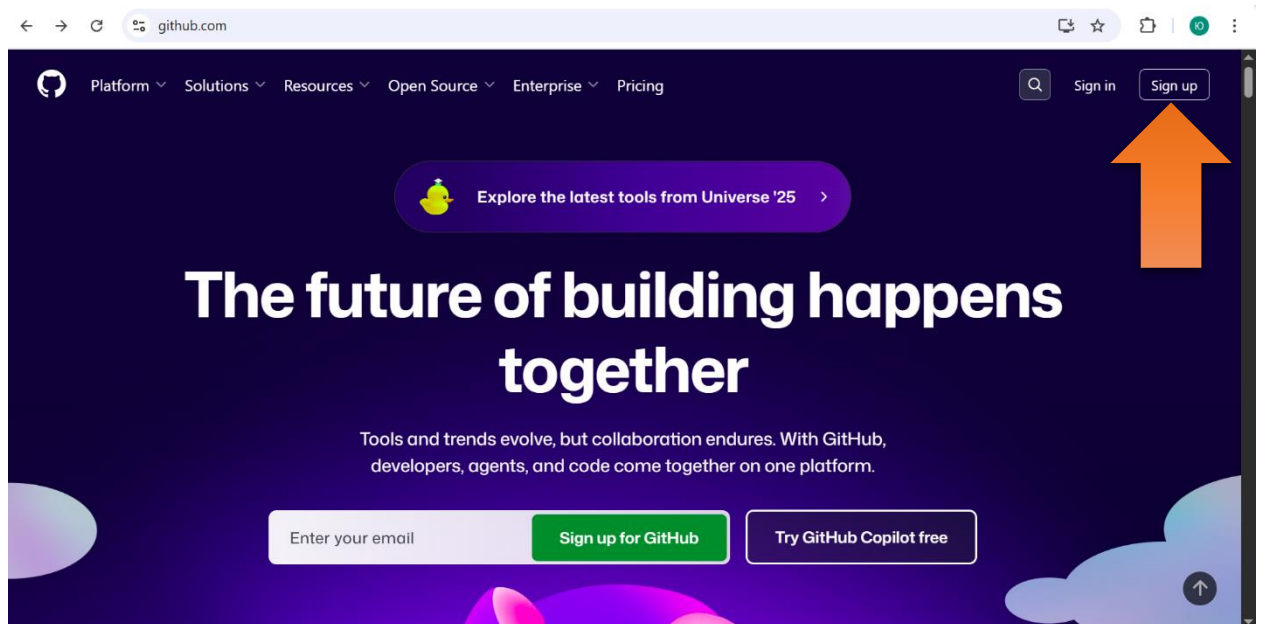 github.com
Ю
Platform Solutions Resources Open Source Enterprise Pricing Sign in Sign up
Explore the latest tools from Universe '25
The future of building happens
together
Tools and trends evolve, but collaboration endures. With GitHub,
developers, agents, and code come together on one platform.
Enter your email Sign up for GitHub Try GitHub Copilot free